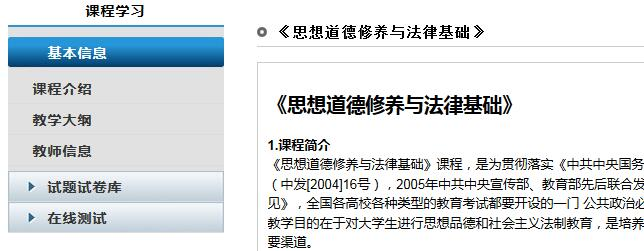 课程学习
基本信息
课程介绍
教学大纲
教师信息
试题试卷库
在线测试
《思想道德修养与法律基础》
《思想道德修养与法律基础》
1.课程简介
《思想道德修养与法律基础》课程，是为贯彻落实《中共中央国务
（中发[2004]16号），2005年中共中央宣传部、教育部先后联合发
见》，全国各高校各种类型的教育考试都要开设的一门 公共政治必
教学目的在于对大学生进行思想品德和社会主义法制教育，是培养
要渠道。